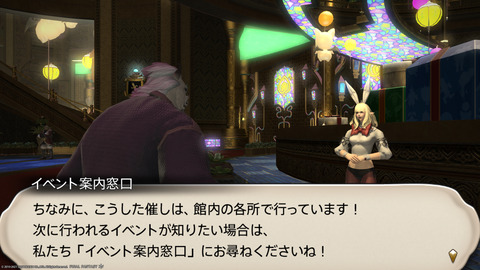 イベント案内窓口
ちなみに、こうした催しは、館内の各所で行っています！
次に行われるイベントが知りたい場合は、
私たち「イベント案内窓口」にお尋ねくださいね！